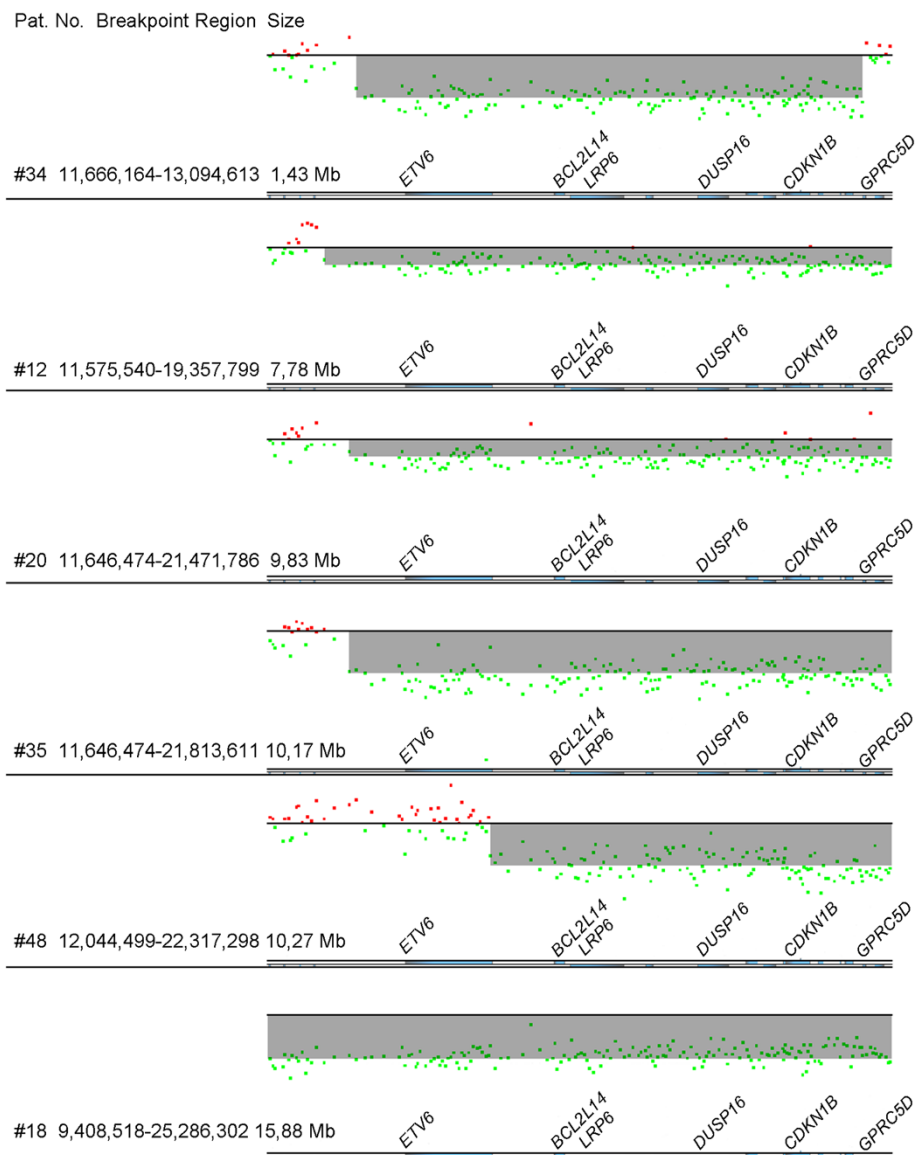 Pat. No. Breakpoint Region Size
#34 11,666,164-13,094,613 1,43 Mb ETV6 BCL2L14 LRP6 DUSP16 CDKN1B GPRC5D
#12 11,575,540-19,357,799 7,78 Mb ETV6 BCL2L14 LRP6 DUSP16 CDKN1B GPRC5D
#20 11,646,474-21,471,786 9,83 Mb ETV6 BCL2L14 LRP6 DUSP16 CDKN1B GPRC5D
#35 11,646,474-21,813,611 10,17 Mb ETV6 BCL2L14 LRP6 DUSP16 CDKN1B GPRC5D
#48 12,044,499-22,317,298 10,27 Mb ETV6 BCL2L14 LRP6 DUSP16 CDKN1B GPRC5D
#18 9,408,518-25,286,302 15,88 Mb ETV6 BCL2L14 LRP6 DUSP16 CDKN1B GPRC5D